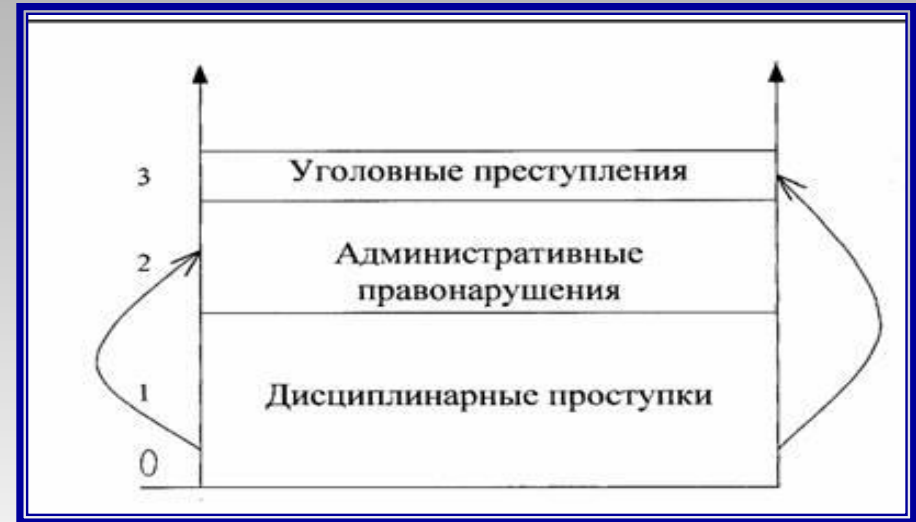 3
Уголовные преступления
2
Административные
правонарушения
1
Дисциплинарные проступки
0